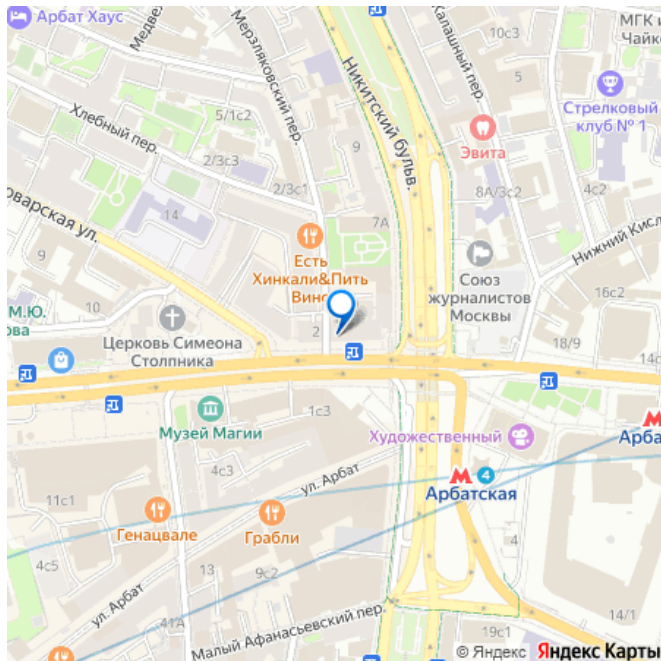 Арбат Хаус
Медве
Мерзляковский пер.
Калашный пер.
10с3
МГК и
Чайко
Хлебный пер.
5/1с2
9
Никитский бульв.
5
Стрелковый
клуб № 1
Эвита
2/3с3
2/3с1
8А/3с2
4с2
14
7А
Нижний Кисл
оварская ул.
9
Есть
Хинкали&Пить
Вино
Союз
журналистов
Москвы
М.Ю.
ова
10
16с2
Церковь Симеона
Столпника
2
18/9
14с
Музей Магии
1с3
Художественный
Арба
4с3
ул. Арбат
4
Арбатская
11с1
Генацвале
Грабли
4
4с5
13
9с2
ул. Арбат
Малый Афанасьевский пер.
14/1
19с1
© Яндекс Яндекс Карты